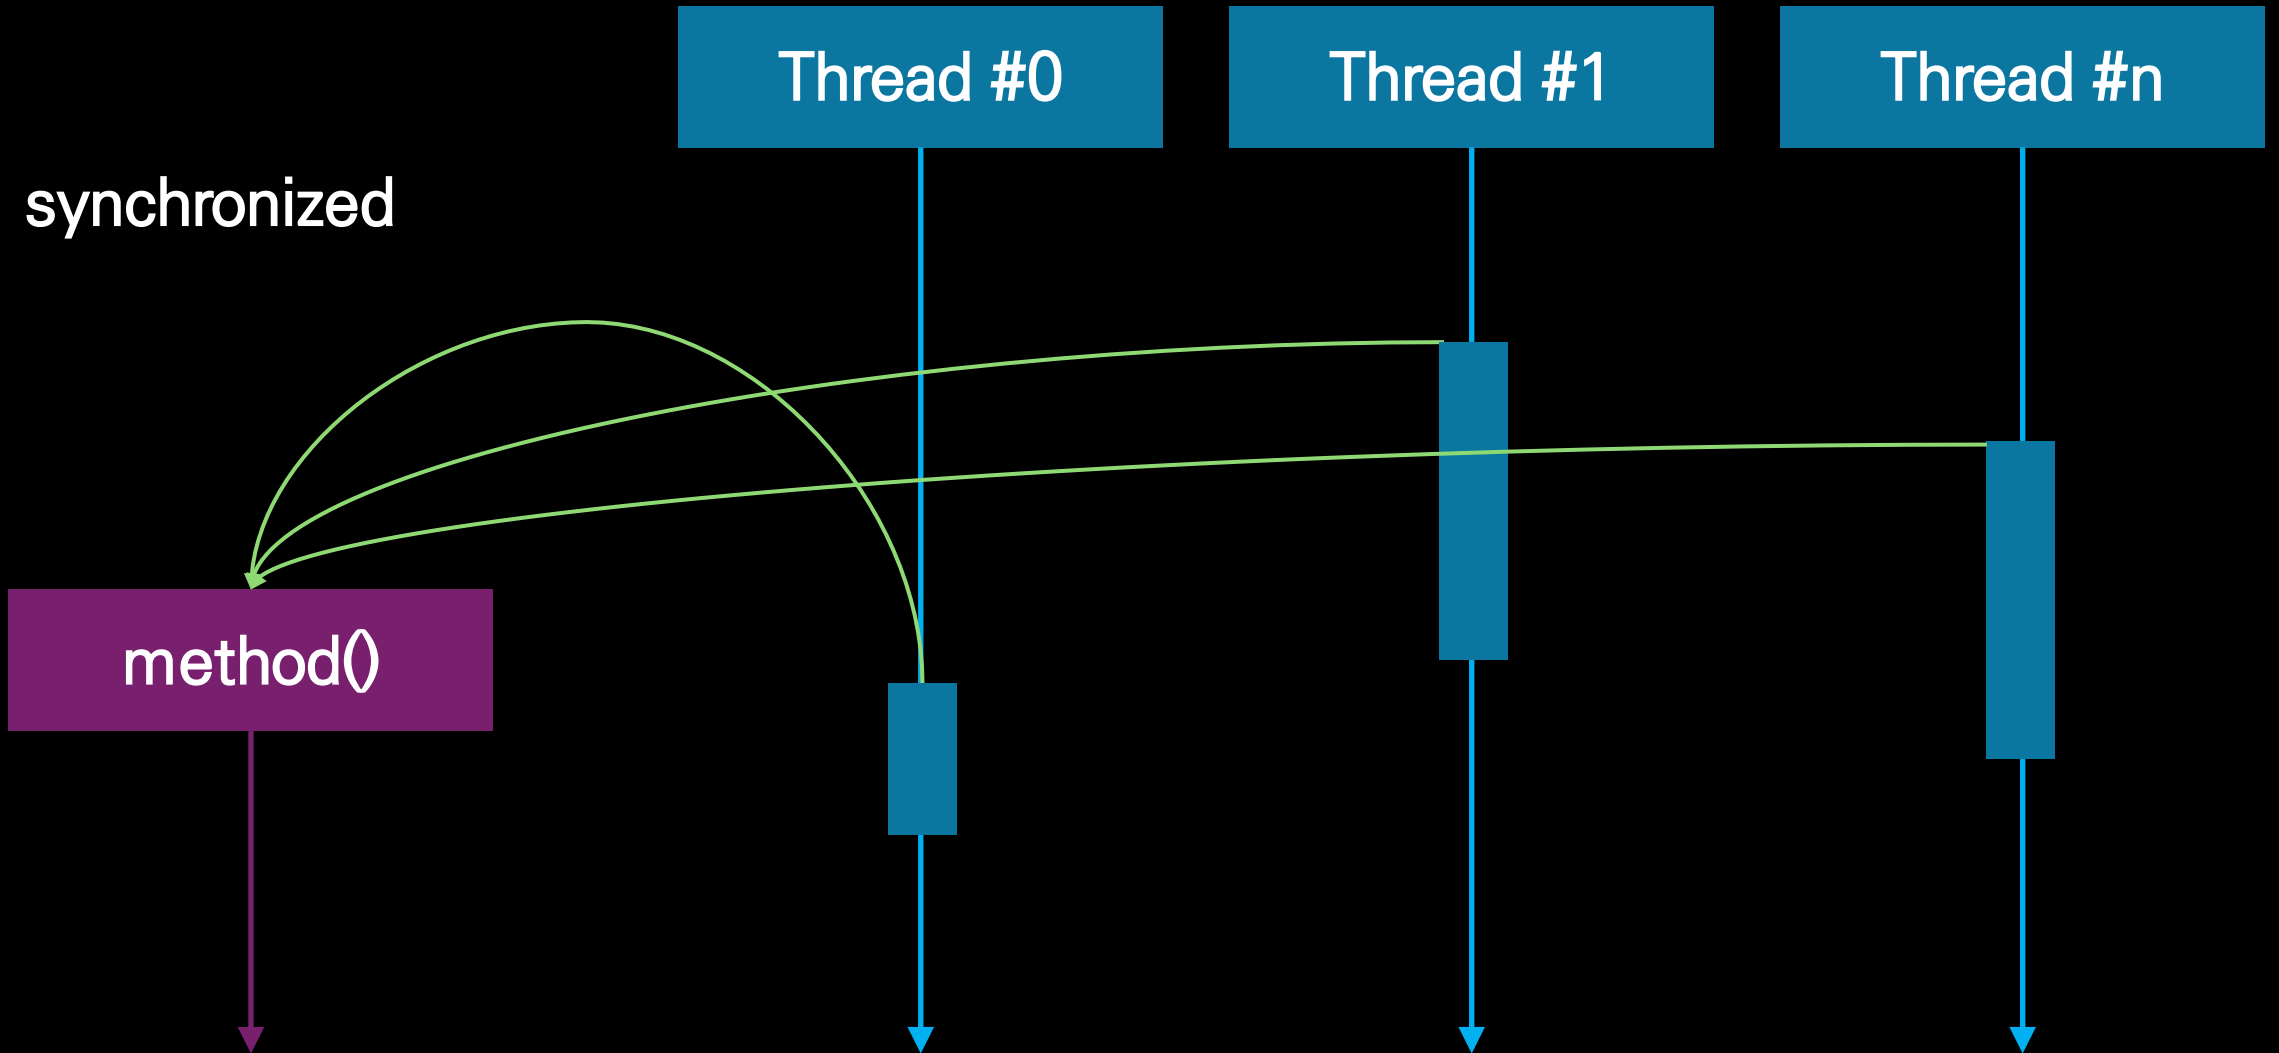 Thread #0
Thread #1
Thread #n
synchronized
method()